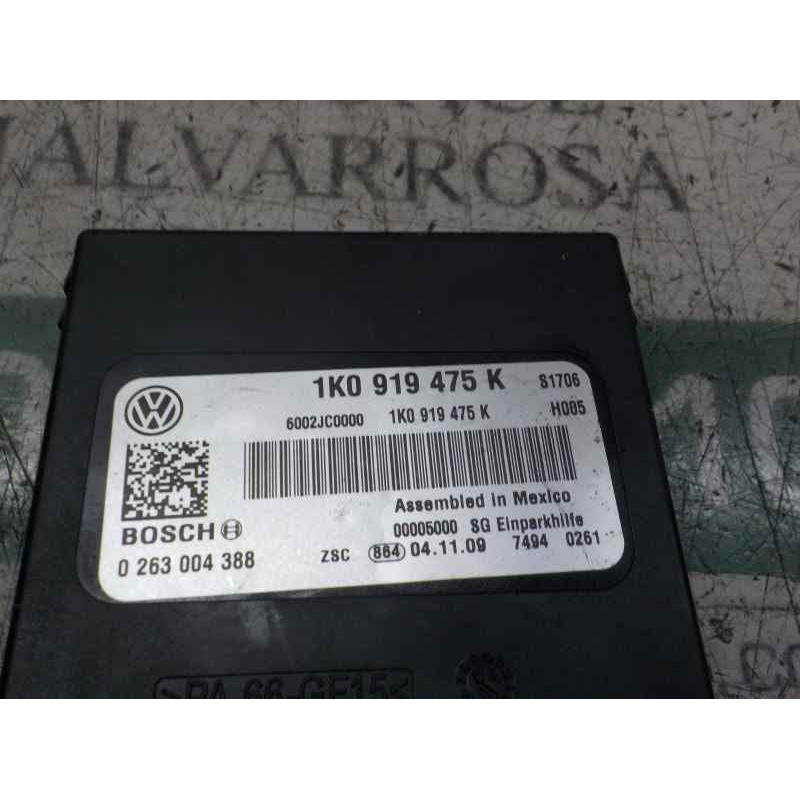 ALVARROSA
1K0 919 475 K S1706
6002JC0000 1K0 919 475 K H005
Assembled in Mexico
BOSCH
00005000 SG Einparkhilfe
0 263 004 388 ZSC 864 04.11.09 7494 0261
>PA 66-GF15<